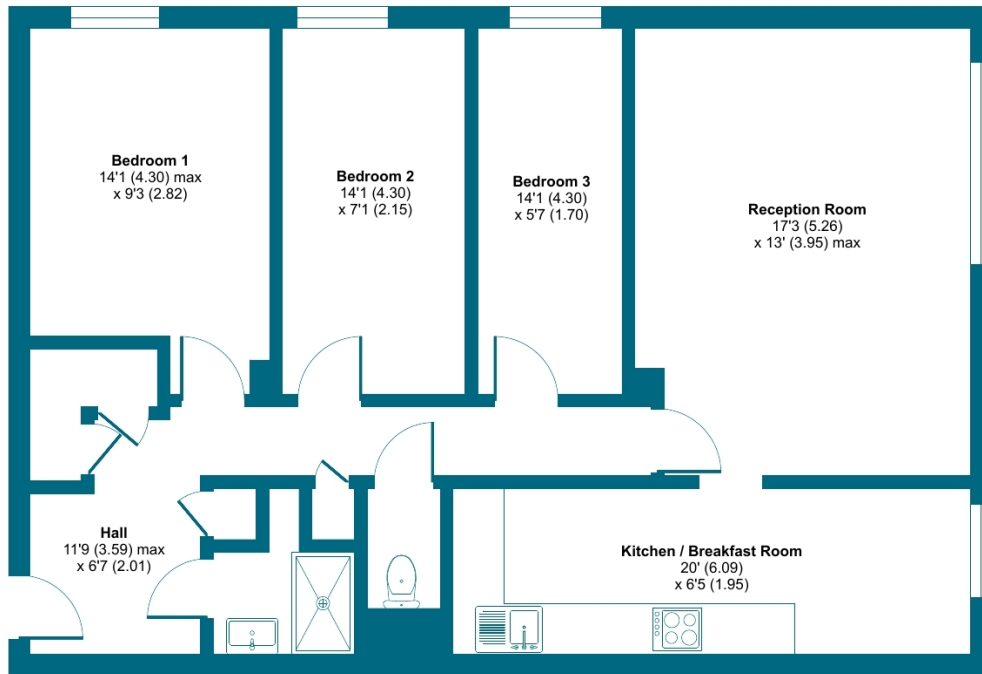 Bedroom 1
14'1 (4.30) max
x 9'3 (2.82)
Bedroom 2
14'1 (4.30)
x 7'1 (2.15)
Bedroom 3
14'1 (4.30)
x 5'7 (1.70)
Reception Room
17'3 (5.26)
x 13' (3.95) max
Hall
11'9 (3.59) max
x 6'7 (2.01)
Kitchen / Breakfast Room
20' (6.09)
x 6'5 (1.95)